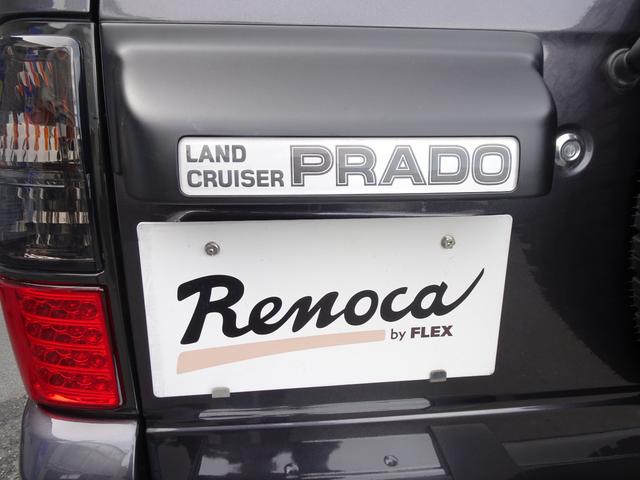 LAND
CRUISER PRADO
Renoca
by FLEX